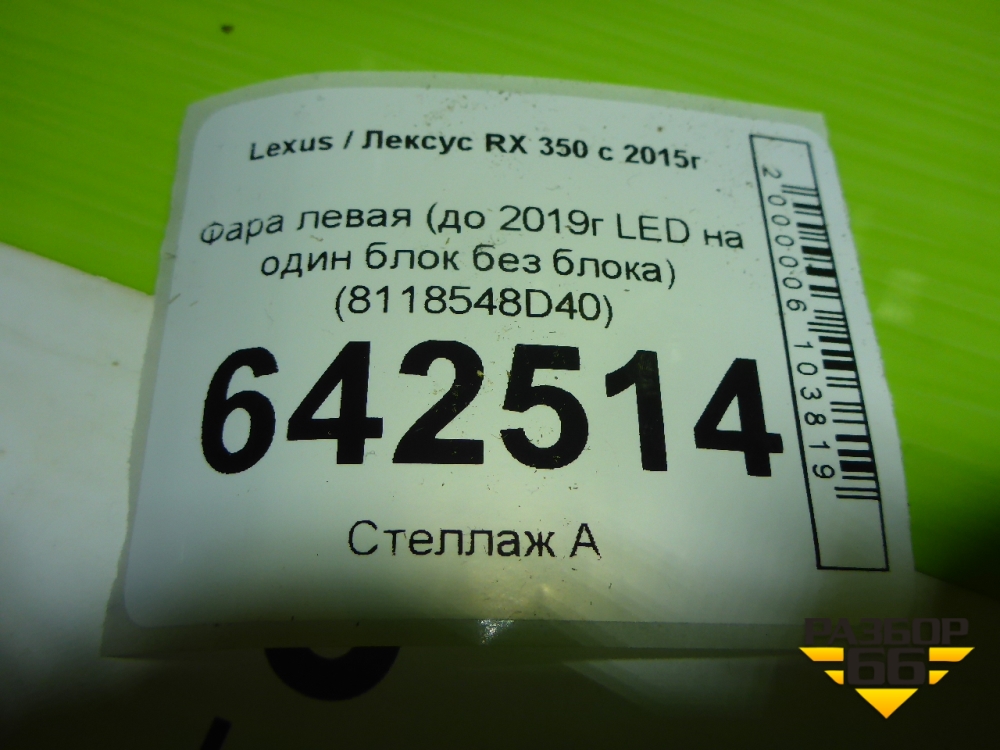 Lexus / Лексус RX 350 с 2015г
Фара левая (до 2019г LED на
один блок без блока)
(8118548D40)
642514
Стеллаж А
2000006103819
РАЗБОР
66